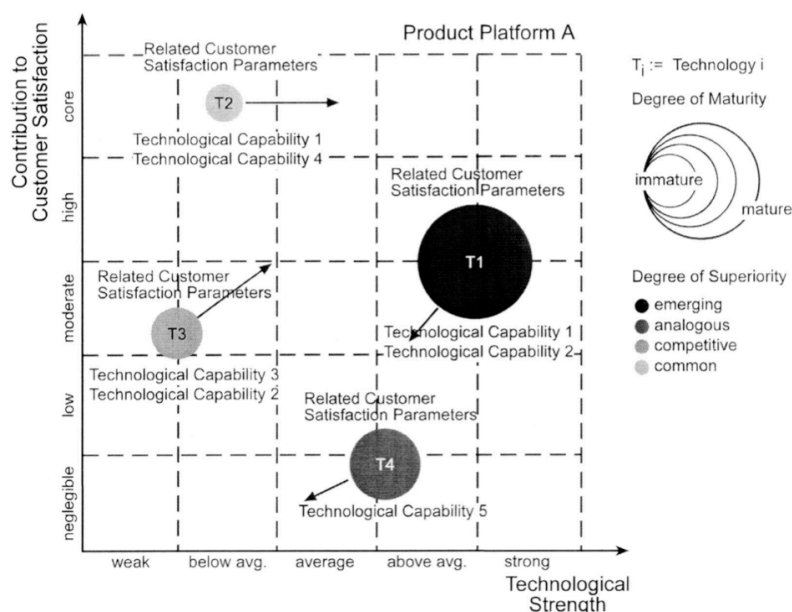 Product Platform A
Contribution to
Customer Satisfaction
core
high
moderate
low
negligible
Related Customer
Satisfaction Parameters
T2
Technological Capability 1
Technological Capability 4
Related Customer
Satisfaction Parameters
T1
Technological Capability 1
Technological Capability 2
Related Customer
Satisfaction Parameters
T3
Technological Capability 3
Technological Capability 2
Related Customer
Satisfaction Parameters
T4
Technological Capability 5
weak
below avg.
average
above avg.
strong
Technological
Strength
Ti := Technology i
Degree of Maturity
immature
mature
Degree of Superiority
emerging
analogous
competitive
common